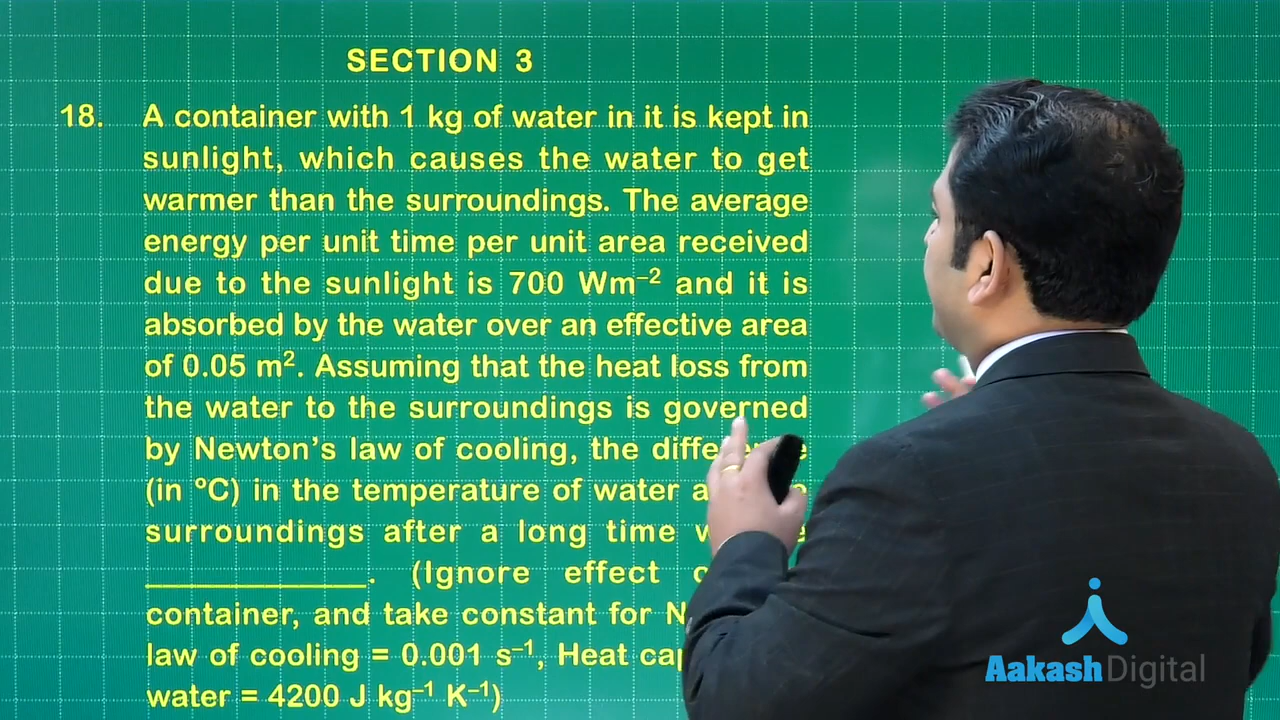 SECTION 3
18. A container with 1 kg of water in it is kept in
sunlight, which causes the water to get
warmer than the surroundings. The average
energy per unit time per unit area received
due to the sunlight is 700 Wm⁻² and it is
absorbed by the water over an effective area
of 0.05 m². Assuming that the heat loss from
the water to the surroundings is governed
by Newton's law of cooling, the difference
(in °C) in the temperature of water
surroundings after a long time
____________. (Ignore effect
container, and take constant for
law of cooling = 0.001 s⁻¹, Heat
water = 4200 J kg⁻¹ K⁻¹)
Aakash Digital